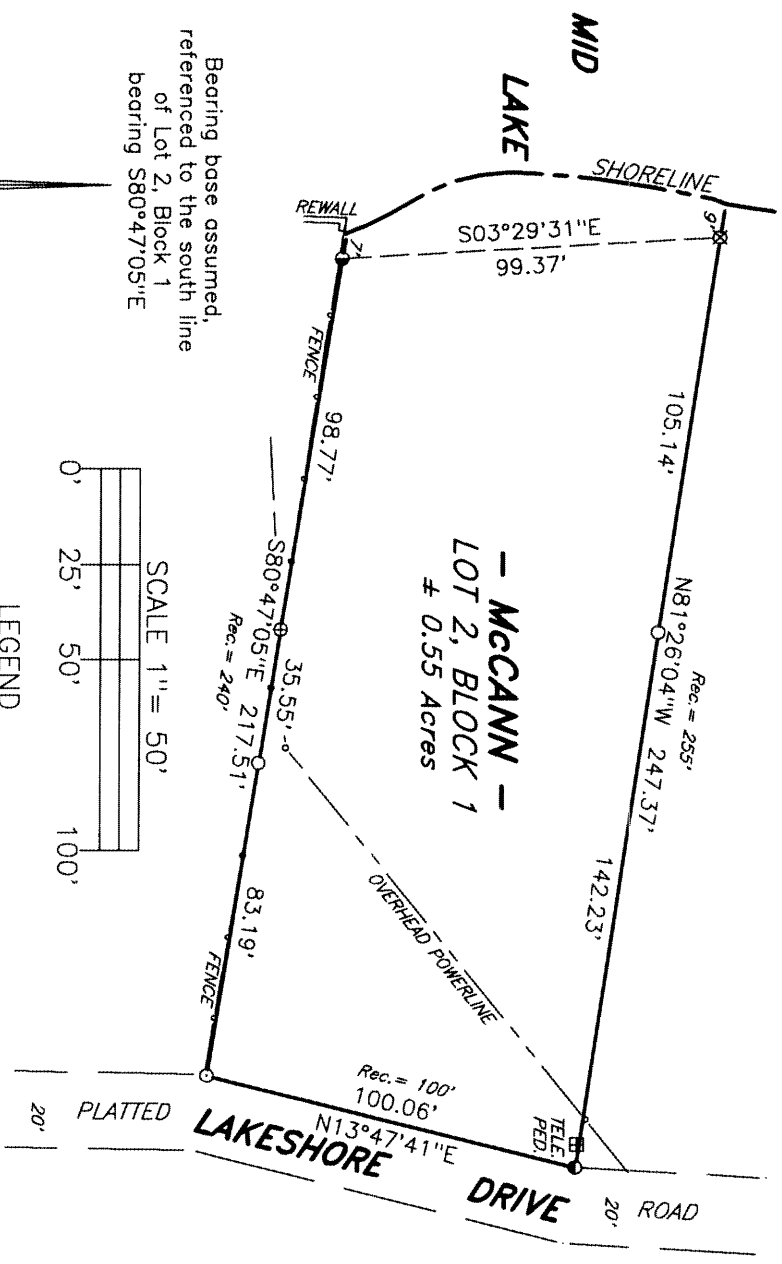 MID
LAKE
SHORELINE
9'
S03°29'31"E
99.37'
REWALL
7'
105.14'
N81°26'04"W 247.37'
Rec.= 255'
142.23'
— McCANN —
LOT 2, BLOCK 1
± 0.55 Acres
FENCE
98.77'
S80°47'05"E 217.51'
Rec.= 240'
35.55'
83.19'
FENCE
OVERHEAD POWERLINE
Rec.= 100'
100.06'
N13°47'41"E
TELE.
PED.
20' PLATTED
LAKESHORE DRIVE
20' ROAD
Bearing base assumed,
referenced to the south line
of Lot 2, Block 1
bearing S80°47'05"E
SCALE 1"= 50'
0' 25' 50' 100'
LEGEND